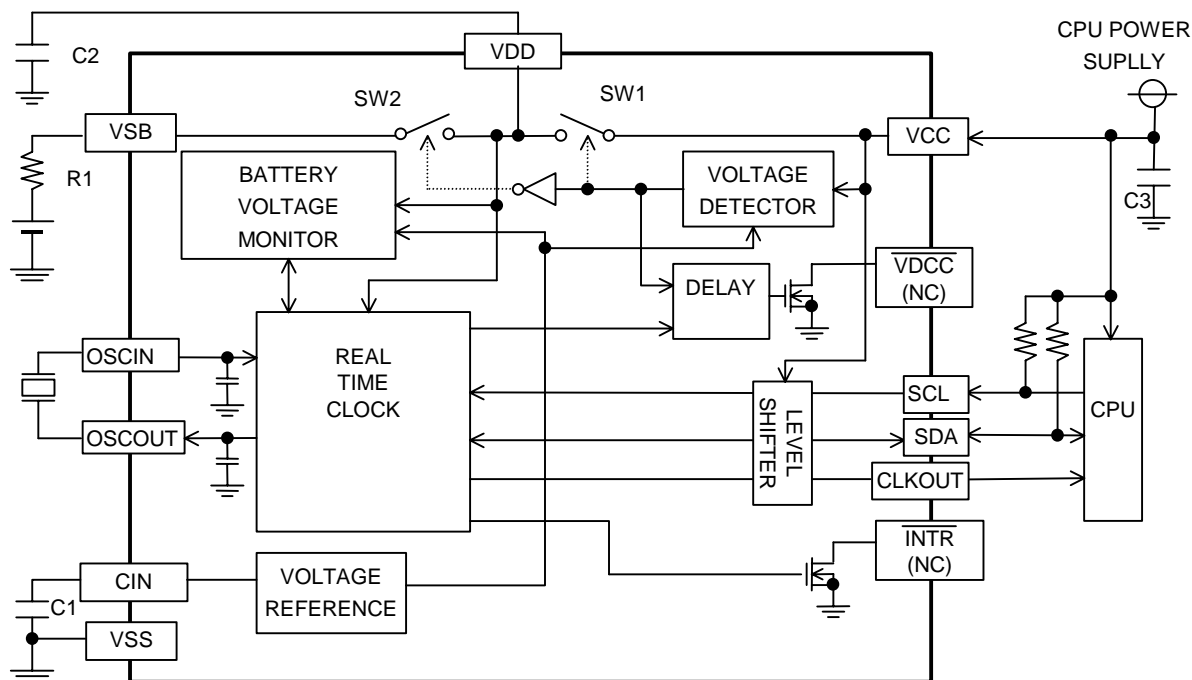 CPU POWER
SUPLLY
C2
VDD
SW2
SW1
VSB
VCC
R1
BATTERY
VOLTAGE
MONITOR
VOLTAGE
DETECTOR
C3
DELAY
VDCC
(NC)
OSCIN
REAL
TIME
CLOCK
LEVEL
SHIFTER
SCL
CPU
OSCOUT
SDA
CLKOUT
INTR
(NC)
CIN
VOLTAGE
REFERENCE
C1
VSS